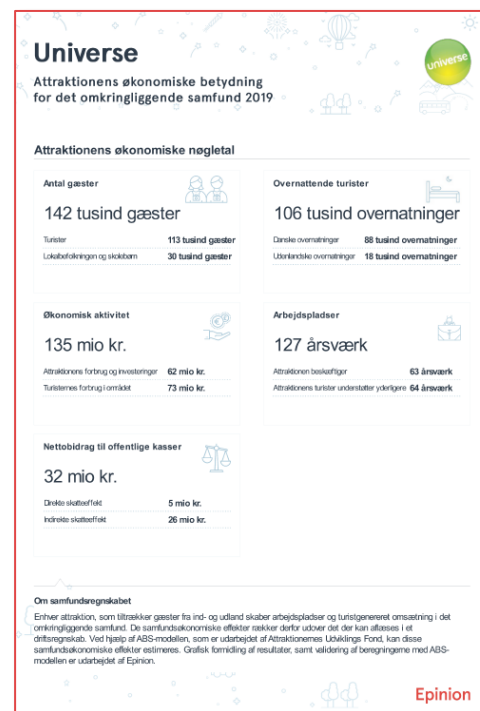 Universe
universe
Attraktionens økonomiske betydning
for det omkringliggende samfund 2019
Attraktionens økonomiske nøgletal
Antal gæster
142 tusind gæster
Turister 113 tusind gæster
Lokalbefolkningen og skolebørn 30 tusind gæster
Overnattende turister
106 tusind overnatninger
Danske overnatninger 88 tusind overnatninger
Udenlandske overnatninger 18 tusind overnatninger
Økonomisk aktivitet
135 mio kr.
Attraktionens forbrug og investeringer 62 mio kr.
Turisternes forbrug i området 73 mio kr.
Arbejdspladser
127 årsværk
Attraktionen beskæftiger 63 årsværk
Attraktionens turister understøtter yderligere 64 årsværk
Nettobidrag til offentlige kasser
32 mio kr.
Direkte skatteeffekt 5 mio kr.
Indirekte skatteeffekt 26 mio kr.
Om samfundsregnskabet
Enhver attraktion, som tiltrækker gæster fra ind- og udland skaber arbejdspladser og turistgenereret omsætning i det
omkringliggende samfund. De samfundsøkonomiske effekter rækker derfor udover det der kan aflæses i et
driftsregnskab. Ved hjælp af ABS-modellen, som er udarbejdet af Attraktionernes Udviklings Fond, kan disse
samfundsøkonomiske effekter estimeres. Grafisk formidling af resultater, samt validering af beregningerne med ABS-
modellen er udarbejdet af Epinion.
Epinion